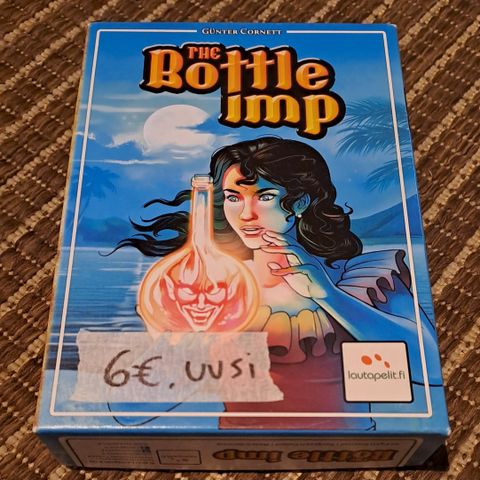 GÜNTER CORNETT
THE
Bottle
imp
6€. uusi
lautapelit.fi
Bottle imp